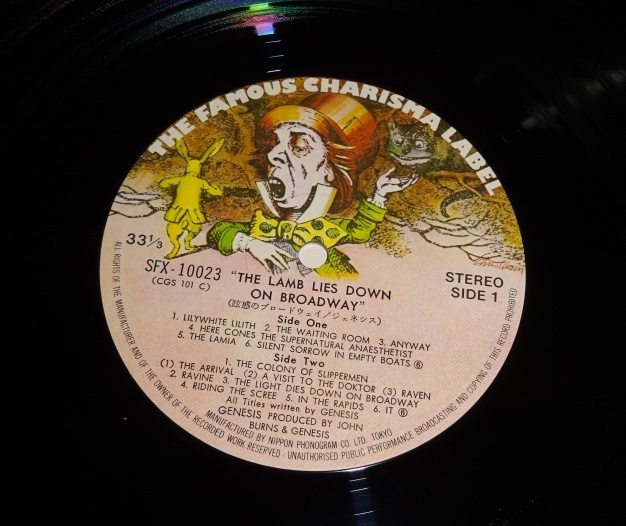 THE FAMOUS CHARISMA LABEL
33 1/3
SFX-10023
(CGS 101 C)
"THE LAMB LIES DOWN
ON BROADWAY"
(眩惑のブロードウェイ/ジェネシス)
STEREO
SIDE 1
Side One
1. LILYWHITE LILITH 2. THE WAITING ROOM 3. ANYWAY
4. HERE CONES THE SUPERNATURAL ANAESTHETIST
5. THE LAMIA 6. SILENT SORROW IN EMPTY BOATS ⑥
Side Two
1. THE COLONY OF SLIPPERMEN
(1) THE ARRIVAL (2) A VISIT TO THE DOKTOR (3) RAVEN
2. RAVINE 3. THE LIGHT DIES DOWN ON BROADWAY
4. RIDING THE SCREE 5. IN THE RAPIDS 6. IT ⑥
All Titles written by GENESIS
GENESIS PRODUCED BY JOHN
BURNS & GENESIS
MANUFACTURED BY NIPPON PHONOGRAM CO. LTD. TOKYO
ALL RIGHTS OF THE MANUFACTURER AND OF THE OWNER OF THE RECORDED WORK RESERVED · UNAUTHORISED PUBLIC PERFORMANCE BROADCASTING AND COPYING OF THIS RECORD PROHIBITED